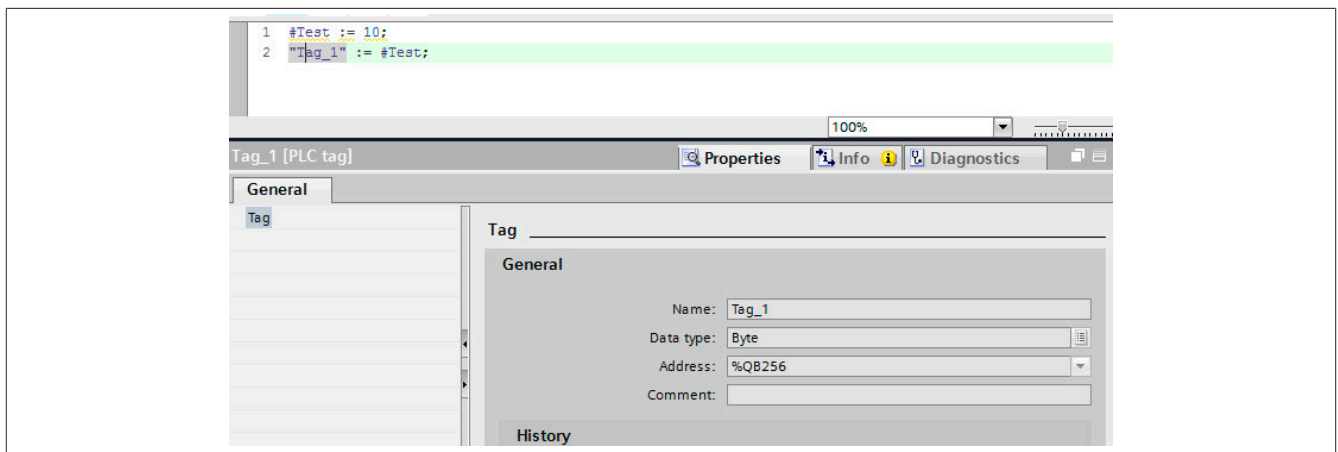 1 #Test := 10;
2 "Tag_1" := #Test;
100%
Tag_1 [PLC tag]
Properties
Info
Diagnostics
General
Tag
Tag
General
Name: Tag_1
Data type: Byte
Address: %QB256
Comment:
History